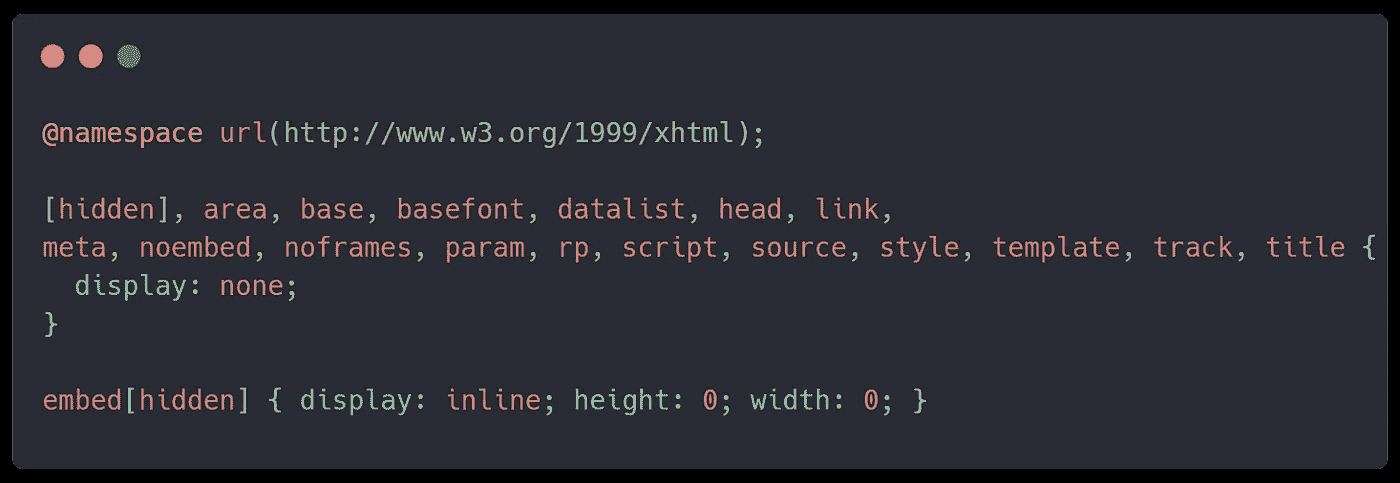 @namespace url(http://www.w3.org/1999/xhtml);
[hidden], area, base, basefont, datalist, head, link,
meta, noembed, noframes, param, rp, script, source, style, template, track, title {
  display: none;
}
embed[hidden] { display: inline; height: 0; width: 0; }